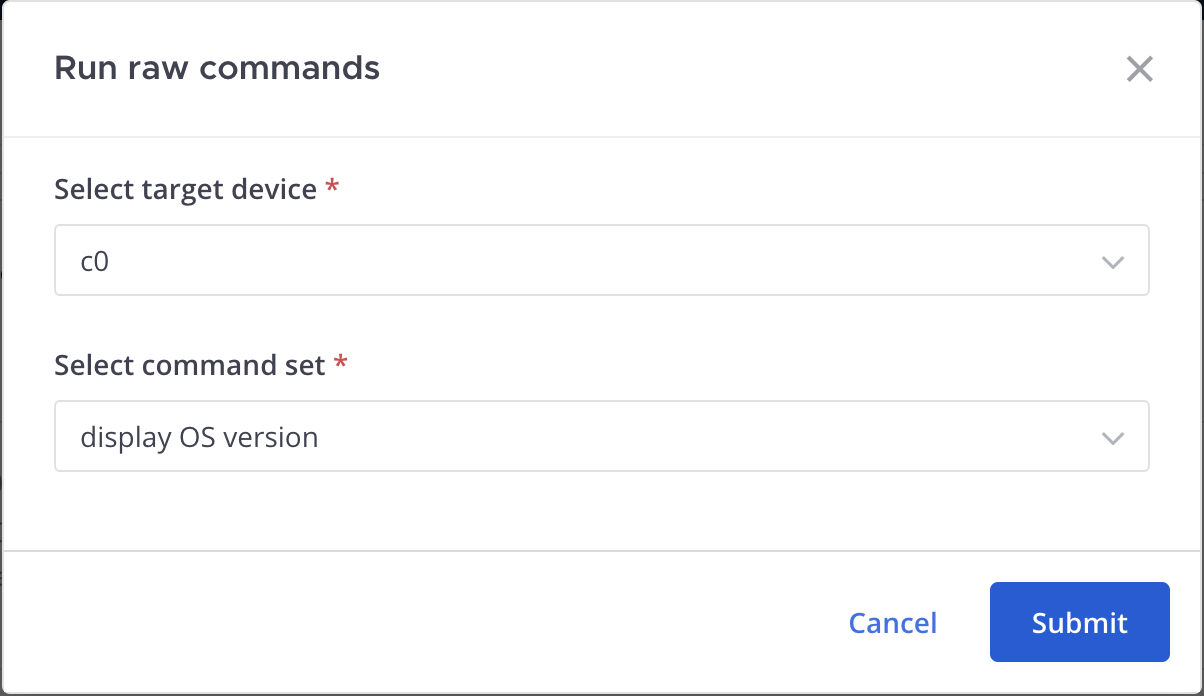 Run raw commands
Select target device *
c0
Select command set *
display OS version
Cancel Submit